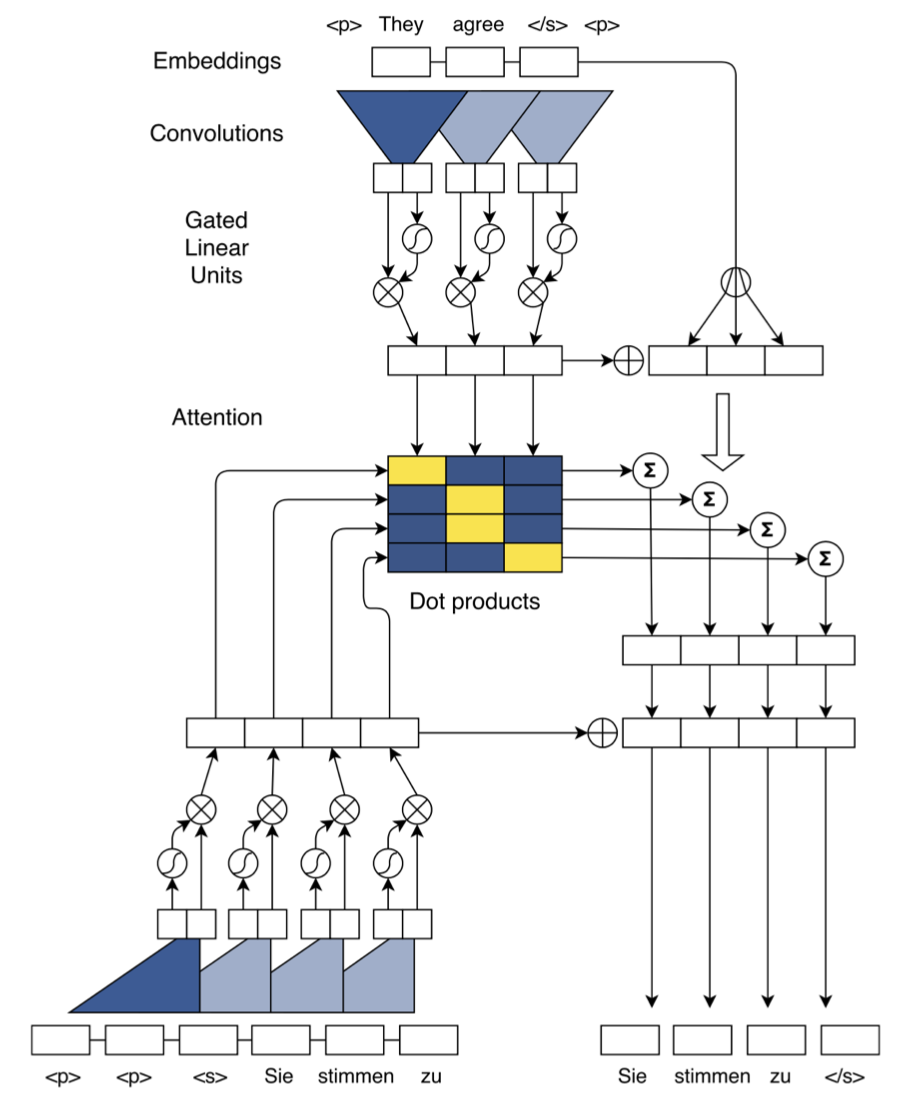 <p> They agree </s> <p>
Embeddings
Convolutions
Gated
Linear
Units
Attention
Σ
Σ
Σ
Σ
Dot products
<p> <p> <s> Sie stimmen zu
Sie stimmen zu </s>